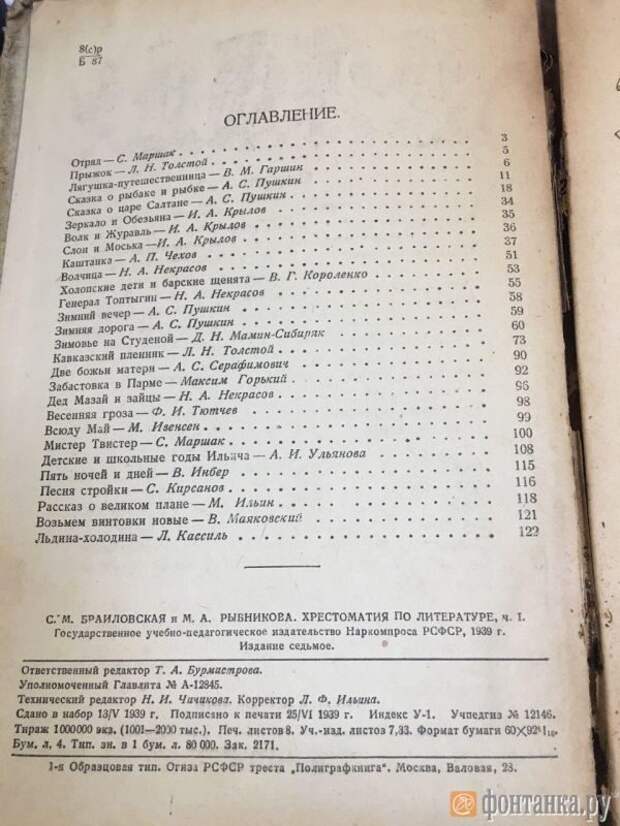 8(с)р
Б 87
ОГЛАВЛЕНИЕ.
Отряд — С. Маршак 3
Прыжок — Л. Н. Толстой 5
Лягушка-путешественница — В. М. Гаршин 6
Сказка о рыбаке и рыбке — А. С. Пушкин 11
Сказка о царе Салтане — А. С. Пушкин 18
Зеркало и Обезьяна — И. А. Крылов 34
Волк и Журавль — И. А. Крылов 35
Слон и Моська — И. А. Крылов 36
Каштанка — А. П. Чехов 37
Волчица — Н. А. Некрасов 51
Холопские дети и барские щенята — В. Г. Короленко 53
Генерал Топтыгин — Н. А. Некрасов 55
Зимний вечер — А. С. Пушкин 58
Зимняя дорога — А. С. Пушкин 59
Зимовье на Студеной — Д. Н. Мамин-Сибиряк 60
Кавказский пленник — Л. Н. Толстой 73
Две божьи матери — А. С. Серафимович 90
Забастовка в Парме — Максим Горький 92
Дед Мазай и зайцы — Н. А. Некрасов 95
Весенняя гроза — Ф. И. Тютчев 98
Всюду Май — М. Ивенсен 99
Мистер Твистер — С. Маршак 100
Детские и школьные годы Ильича — А. И. Ульянова 108
Пять ночей и дней — В. Инбер 115
Песня стройки — С. Кирсанов 116
Рассказ о великом плане — М. Ильин 118
Возьмем винтовки новые — В. Маяковский 121
Льдина-холодина — Л. Кассиль 122
С. М. БРАИЛОВСКАЯ и М. А. РЫБНИКОВА. ХРЕСТОМАТИЯ ПО ЛИТЕРАТУРЕ, ч. 1.
Государственное учебно-педагогическое издательство Наркомпроса РСФСР, 1939 г.
Издание седьмое.
Ответственный редактор Т. А. Бурмистрова.
Уполномоченный Главлита № А-12845.
Технический редактор Н. И. Чичикова. Корректор Л. Ф. Ильина.
Сдано в набор 13/V 1939 г. Подписано к печати 25/VI 1939 г. Индекс У-1. Учпедгиз № 12146.
Тираж 1000000 экз. (1001—2000 тыс.). Печ. листов 8. Уч.-изд. листов 7,33. Формат бумаги 60×92¹/₁₆.
Бум. л. 4. Тип. зн. в 1 бум. л. 80 000. Зак. 2171.
1-я Образцовая тип. Огиза РСФСР треста „Полиграфкнига". Москва, Валовая, 28.
фонтанка.ру